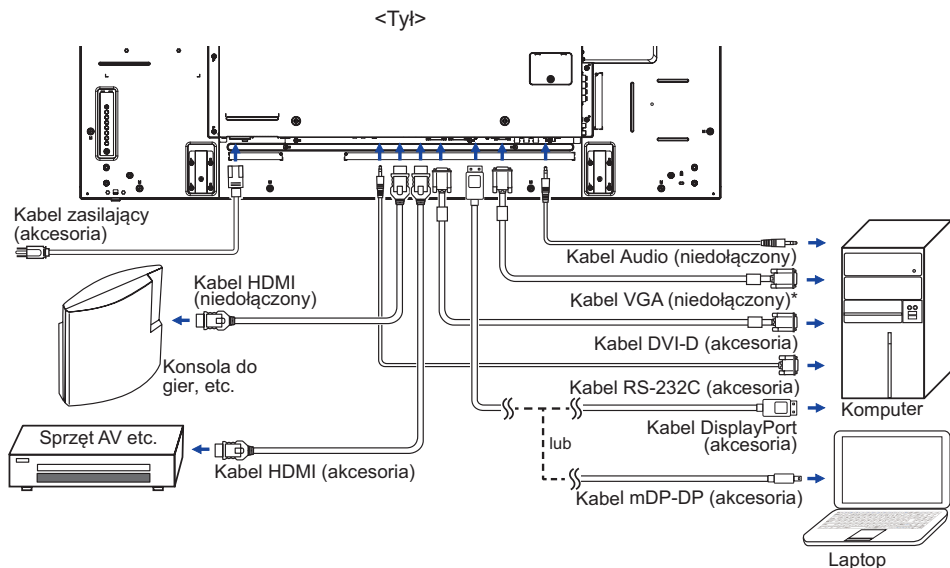 <Tył>
Kabel zasilający
(akcesoria)
Kabel HDMI
(niedołączony)
Konsola do
gier, etc.
Sprzęt AV etc.
Kabel HDMI (akcesoria)
Kabel Audio (niedołączony)
Kabel VGA (niedołączony)*
Kabel DVI-D (akcesoria)
Kabel RS-232C (akcesoria)
Kabel DisplayPort
(akcesoria)
lub
Kabel mDP-DP (akcesoria)
Komputer
Laptop